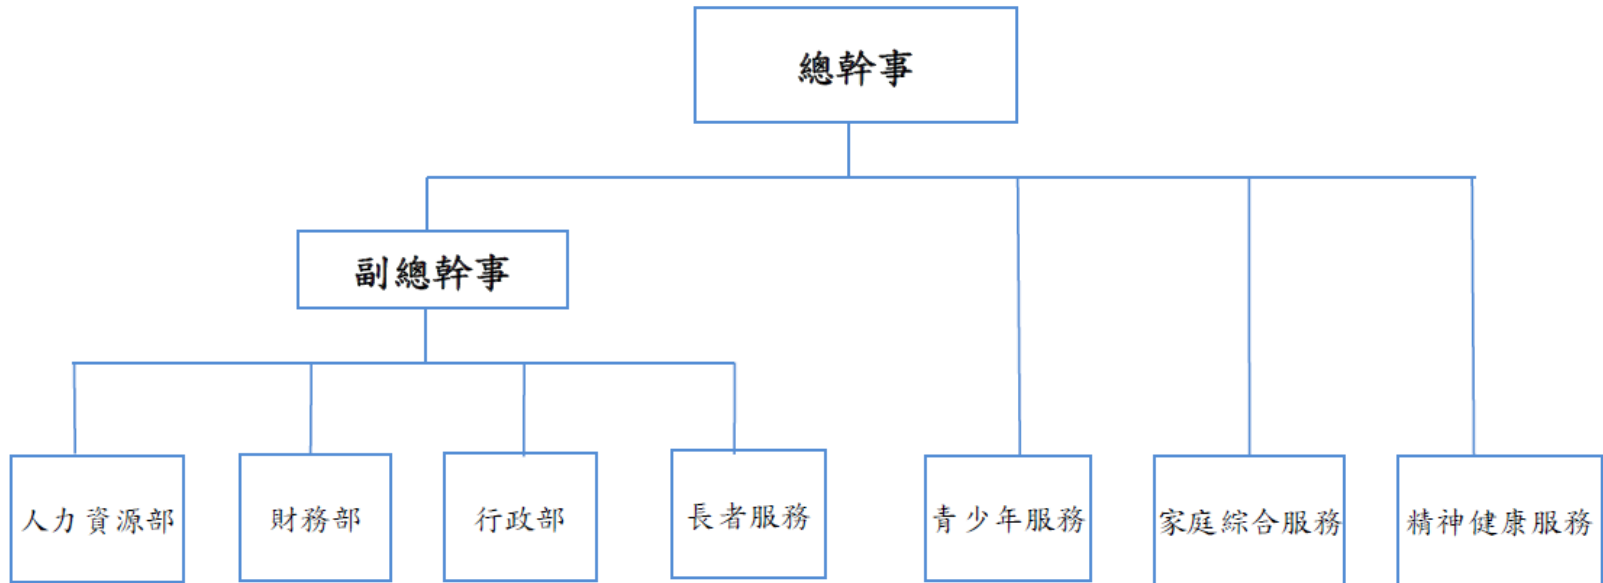 總幹事
副總幹事
人力資源部
財務部
行政部
長者服務
青少年服務
家庭綜合服務
精神健康服務